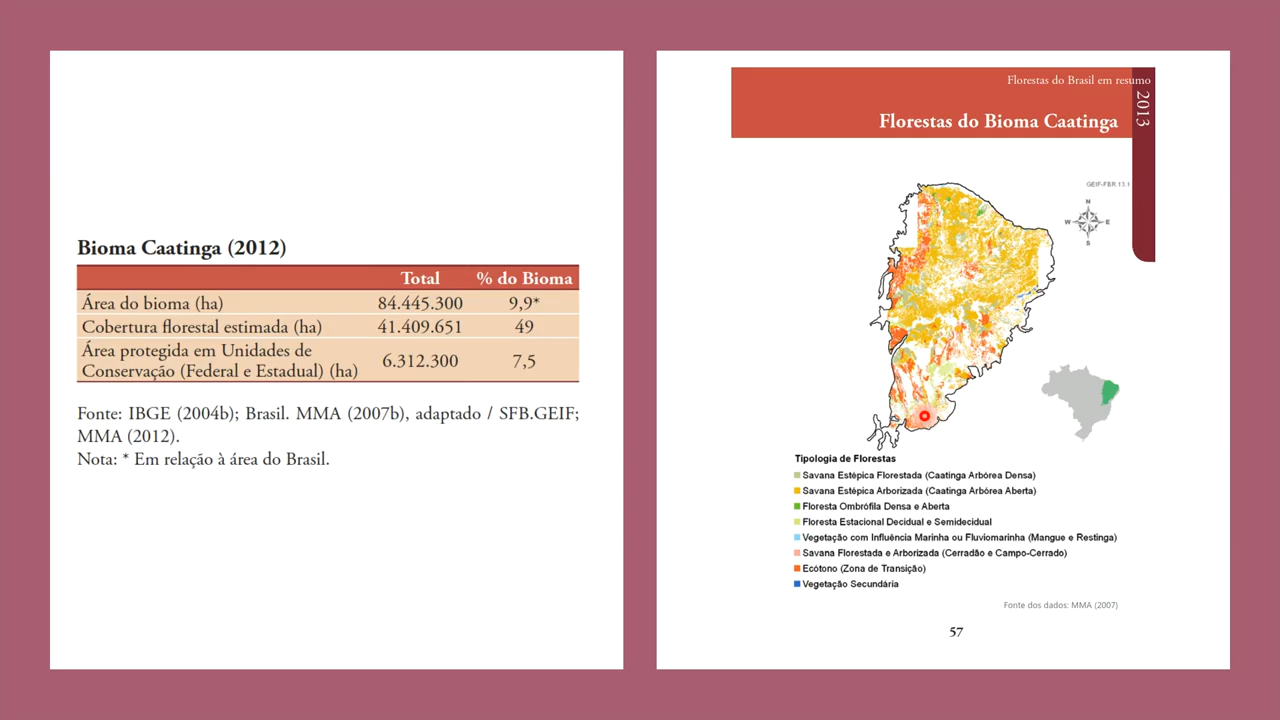 Bioma Caatinga (2012)
Total % do Bioma
Área do bioma (ha) 84.445.300 9,9*
Cobertura florestal estimada (ha) 41.409.651 49
Área protegida em Unidades de
Conservação (Federal e Estadual) (ha) 6.312.300 7,5
Fonte: IBGE (2004b); Brasil. MMA (2007b), adaptado / SFB.GEIF;
MMA (2012).
Nota: * Em relação à área do Brasil.
Florestas do Brasil em resumo
2013
Florestas do Bioma Caatinga
GEIF-FBR.13.1
N
W E
S
Tipologia de Florestas
Savana Estépica Florestada (Caatinga Arbórea Densa)
Savana Estépica Arborizada (Caatinga Arbórea Aberta)
Floresta Ombrófila Densa e Aberta
Floresta Estacional Decidual e Semidecidual
Vegetação com Influência Marinha ou Fluviomarinha (Mangue e Restinga)
Savana Florestada e Arborizada (Cerradão e Campo-Cerrado)
Ecótono (Zona de Transição)
Vegetação Secundária
Fonte dos dados: MMA (2007)
57